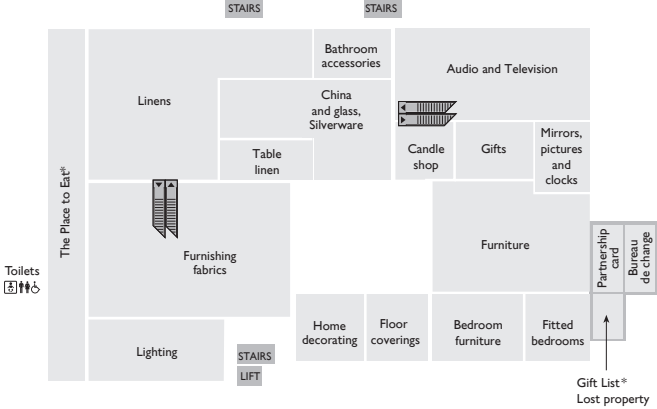 STAIRS
STAIRS
Bathroom
accessories
Audio and Television
Linens
China
and glass,
Silverware
Table
linen
Candle
shop
Gifts
Mirrors,
pictures
and
clocks
The Place to Eat*
Furnishing
fabrics
Furniture
Partnership
card
Bureau
de change
Toilets
Home
decorating
Floor
coverings
Bedroom
furniture
Fitted
bedrooms
Lighting
STAIRS
LIFT
Gift List*
Lost property